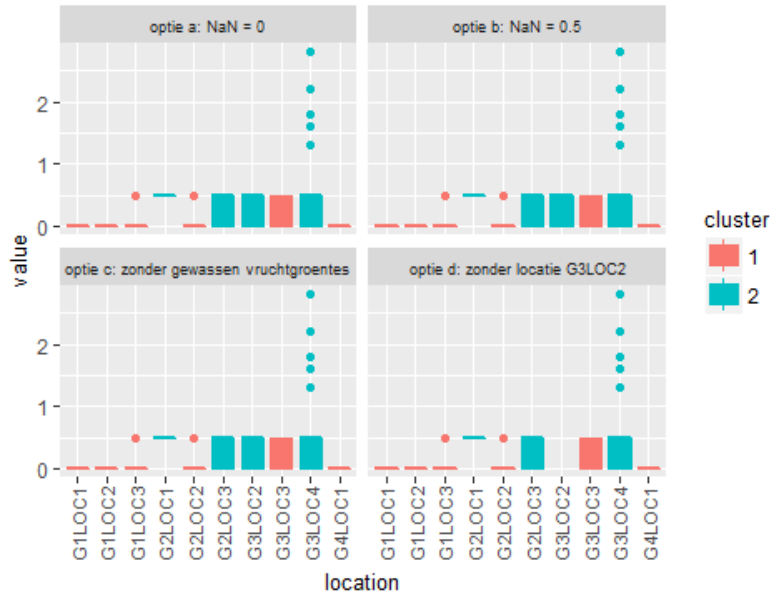 optie a: NaN = 0
optie b: NaN = 0.5
2
1
0
optie c: zonder gewassen vruchtgroentes
optie d: zonder locatie G3LOC2
2
1
0
value
G1LOC1
G1LOC2
G1LOC3
G2LOC1
G2LOC2
G2LOC3
G3LOC2
G3LOC3
G3LOC4
G4LOC1
G1LOC1
G1LOC2
G1LOC3
G2LOC1
G2LOC2
G2LOC3
G3LOC2
G3LOC3
G3LOC4
G4LOC1
location
cluster
1
2